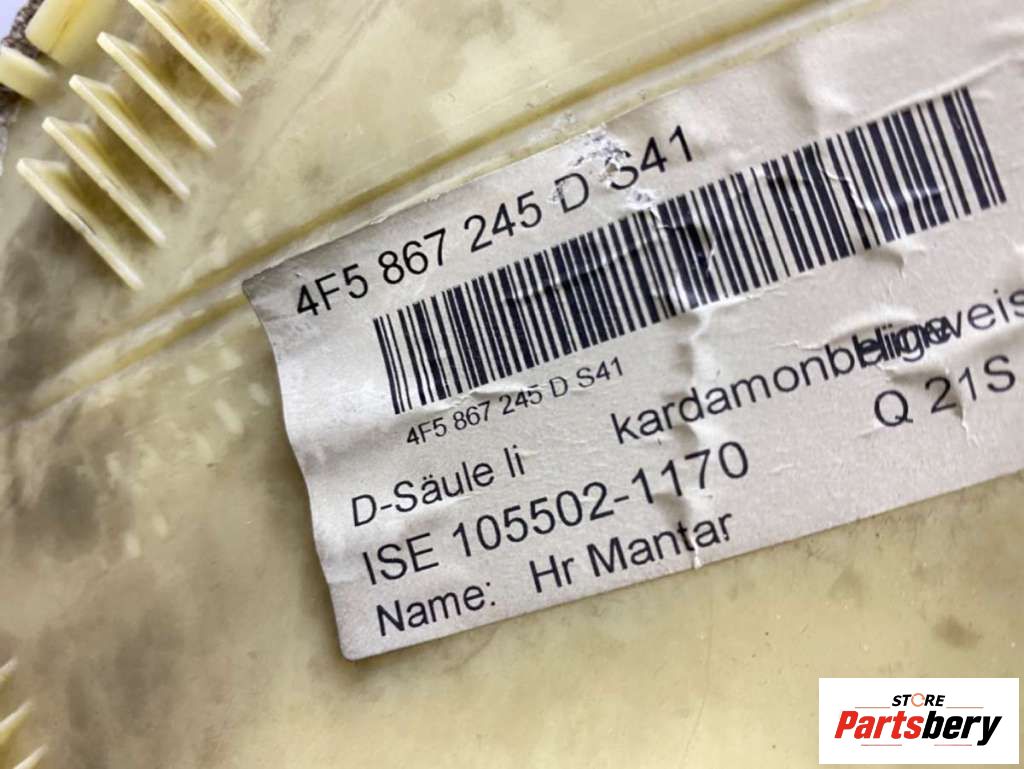 4F5 867 245 D S41
4F5 867 245 D S41
D-Säule li kardamonbeige
Q 21S
ISE 105502-1170
Name: Hr Mantar
STORE
Partsbery